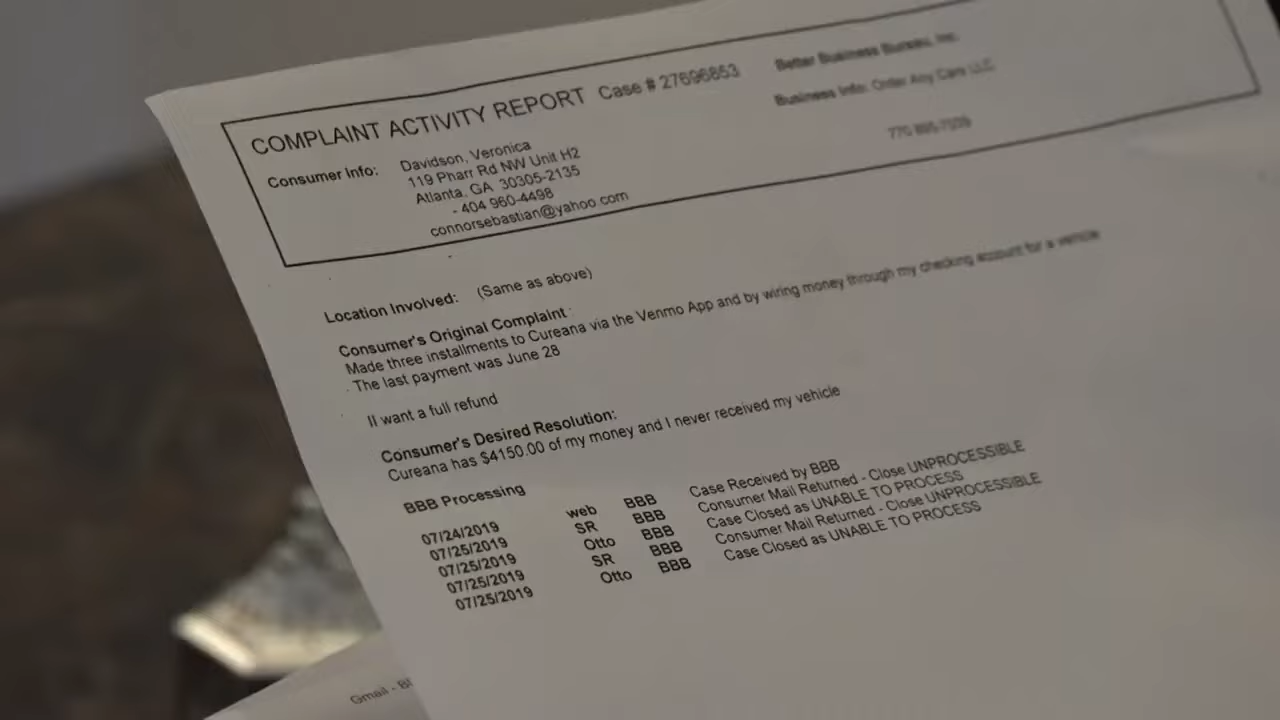 COMPLAINT ACTIVITY REPORT Case # 27696853
Better Business Bureau, Inc.
Consumer Info: Davidson, Veronica
119 Pharr Rd NW Unit H2
Atlanta, GA 30305-2135
- 404 960-4498
connorsebastian@yahoo.com
Business Info: Order Any Cars LLC
770
Location Involved: (Same as above)
Consumer's Original Complaint
Made three installments to Cureana via the Venmo App and by wiring money through my checking account for a vehicle
. The last payment was June 28
II want a full refund
Consumer's Desired Resolution:
Cureana has $4150.00 of my money and I never received my vehicle
BBB Processing
07/24/2019 web BBB Case Received by BBB
07/25/2019 SR BBB Consumer Mail Returned - Close UNPROCESSIBLE
07/25/2019 Otto BBB Case Closed as UNABLE TO PROCESS
07/25/2019 SR BBB Consumer Mail Returned - Close UNPROCESSIBLE
07/25/2019 Otto BBB Case Closed as UNABLE TO PROCESS
Gmail -